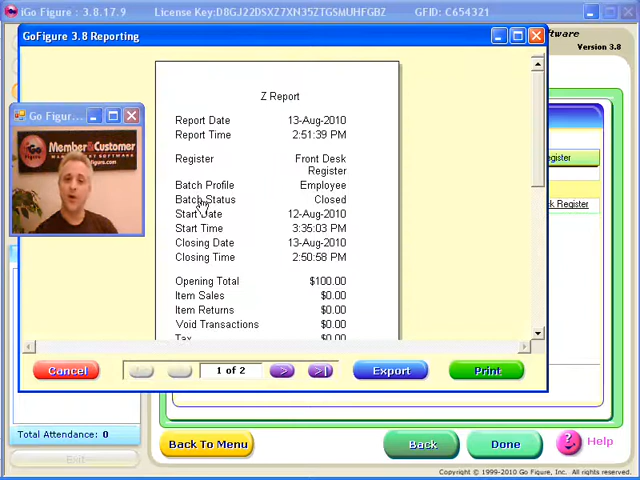 iGo Figure : 3.8.17.9 License Key:D8GJ22DSXZ7XN35ZTGSMUHFGBZ GFID: C654321
GoFigure 3.8 Reporting
Version 3.8
Z Report
Report Date 13-Aug-2010
Report Time 2:51:39 PM
Register Front Desk
Register
Batch Profile Employee
Batch Status Closed
Start Date 12-Aug-2010
Start Time 3:35:03 PM
Closing Date 13-Aug-2010
Closing Time 2:50:58 PM
Opening Total $100.00
Item Sales $0.00
Item Returns $0.00
Void Transactions $0.00
Tax $0.00
Go Figur...
Member&Customer
Cancel
1 of 2
>
>|
Export
Print
Total Attendance: 0
Exit
Back To Menu
Back
Done
Help
Copyright © 1999-2010 Go Figure, Inc. All rights reserved.